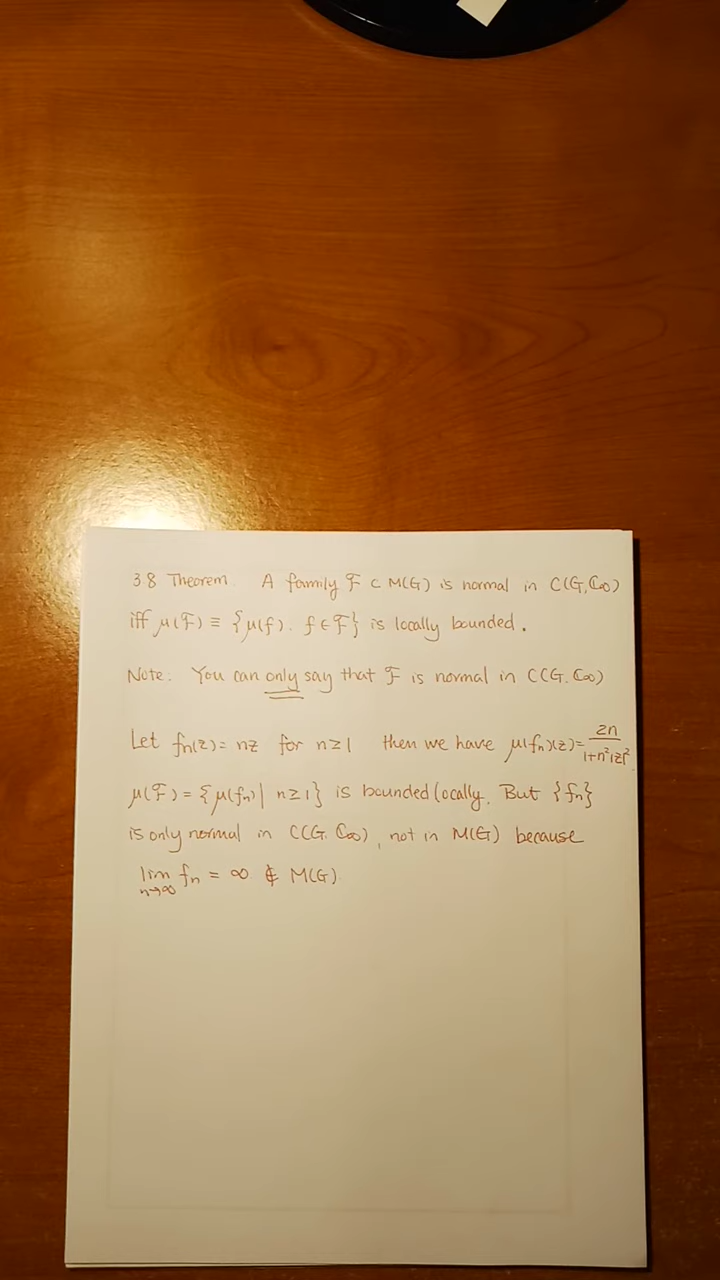 3.8 Theorem. A family ℱ ⊂ M(G) is normal in C(G, ℂ∞)
iff μ(ℱ) ≡ {μ(f). f ∈ ℱ} is locally bounded.
Note: You can only say that ℱ is normal in C(G, ℂ∞)
Let fn(z) = nz for n≥1 then we have μ(fn)(z) = 2n / 1+n²|z|²
μ(ℱ) = {μ(fn) | n≥1} is bounded locally. But {fn}
is only normal in C(G, ℂ∞), not in M(G) because
lim n→∞ fn = ∞ ∉ M(G)